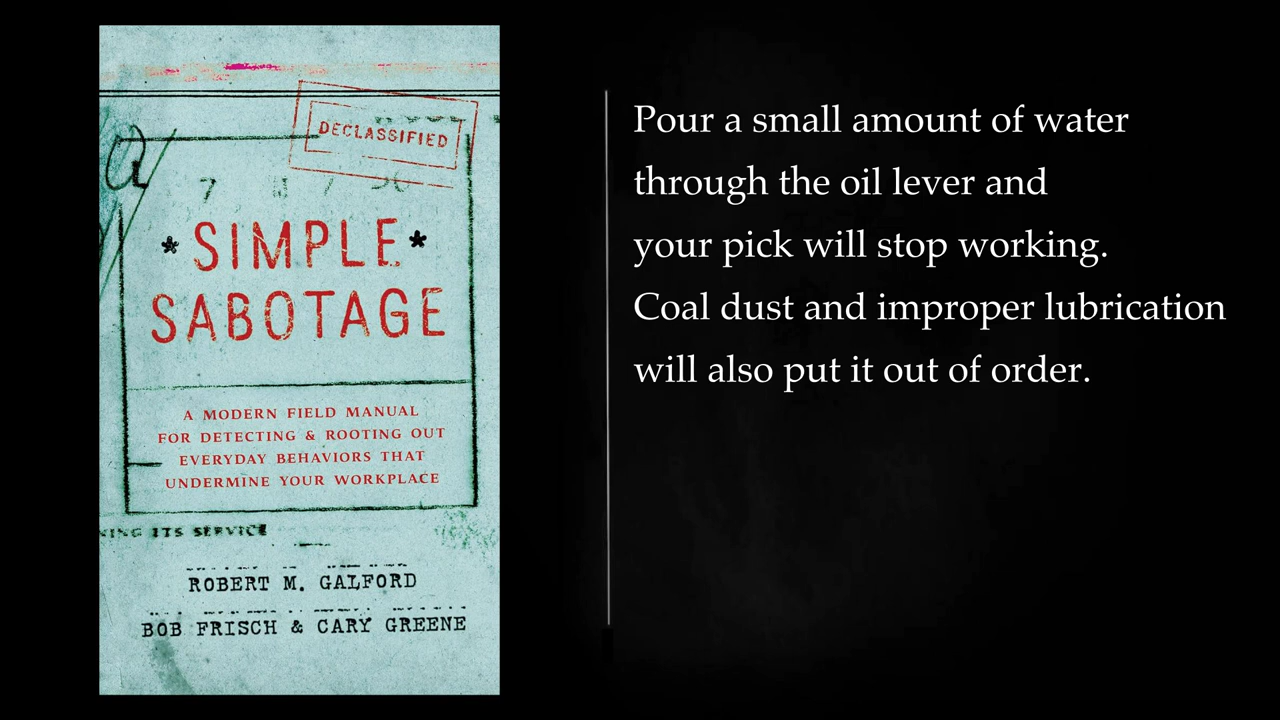 DECLASSIFIED
*SIMPLE*
SABOTAGE
A MODERN FIELD MANUAL
FOR DETECTING & ROOTING OUT
EVERYDAY BEHAVIORS THAT
UNDERMINE YOUR WORKPLACE
ITS SERVICE
ROBERT M. GALFORD
BOB FRISCH & CARY GREENE
Pour a small amount of water
through the oil lever and
your pick will stop working.
Coal dust and improper lubrication
will also put it out of order.